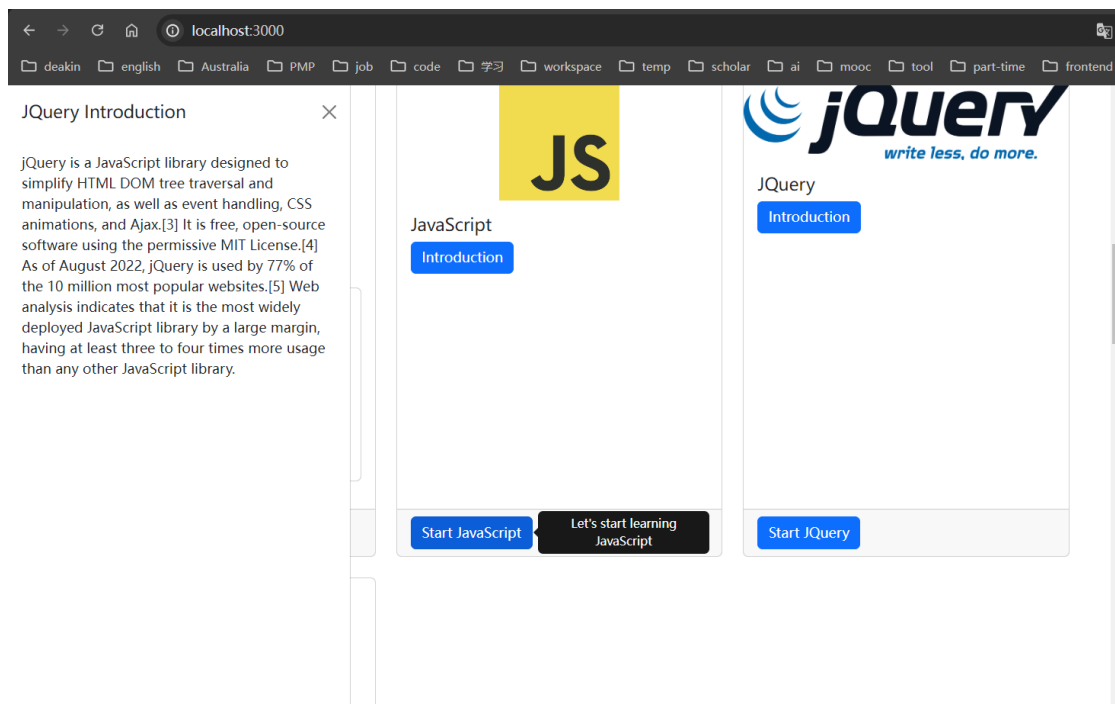 localhost:3000
deakin english Australia PMP job code 学习 workspace temp scholar ai mooc tool part-time frontend
JQuery Introduction
jQuery is a JavaScript library designed to
simplify HTML DOM tree traversal and
manipulation, as well as event handling, CSS
animations, and Ajax.[3] It is free, open-source
software using the permissive MIT License.[4]
As of August 2022, jQuery is used by 77% of
the 10 million most popular websites.[5] Web
analysis indicates that it is the most widely
deployed JavaScript library by a large margin,
having at least three to four times more usage
than any other JavaScript library.
JS
JavaScript
Introduction
Start JavaScript
Let's start learning
JavaScript
jQuery
write less, do more.
JQuery
Introduction
Start JQuery